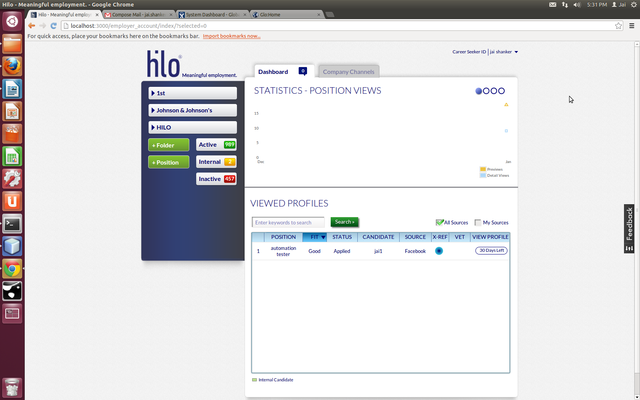 Hilo - Meaningful employment. - Google Chrome
5:31 PM
Jai
Hilo - Meaningful employm
Compose Mail - jai.shanker
System Dashboard - Glo
GloHome
localhost:3000/employer_account/index/?selected=0
For quick access, place your bookmarks here on the bookmarks bar. Import bookmarks now...
Career Seeker ID | jai shanker
hilo
Meaningful employment.
Dashboard
Company Channels
1st
Johnson & Johnson's
HILO
+ Folder
Active 989
+ Position
Internal 2
Inactive 457
STATISTICS - POSITION VIEWS
15
10
5
0
Dec
Jan
Previews
Detail Views
VIEWED PROFILES
Enter keywords to search
Search »
All Sources
My Sources
POSITION FIT STATUS CANDIDATE SOURCE X-REF VET VIEW PROFILE
1 automation tester Good Applied jai1 Facebook 30 Days Left
Internal Candidate
Feedback